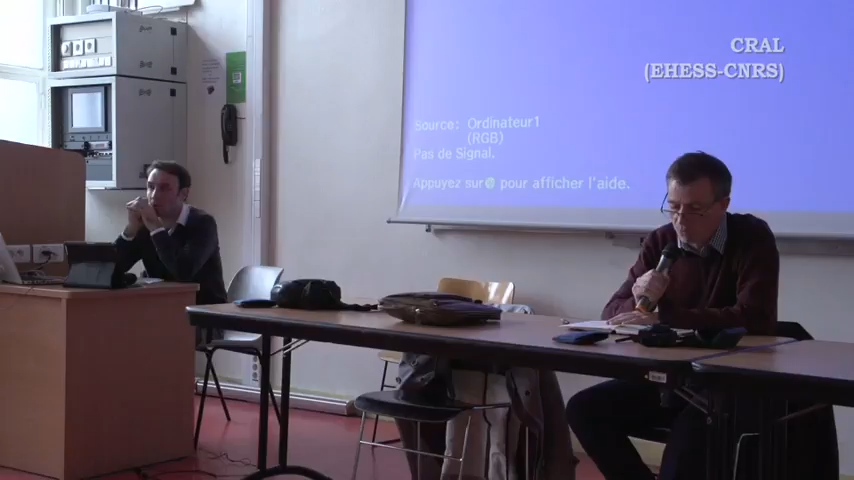 CRAL
(EHESS-CNRS)
Source: Ordinateur1
(RGB)
Pas de Signal.
Appuyez sur pour afficher l'aide.